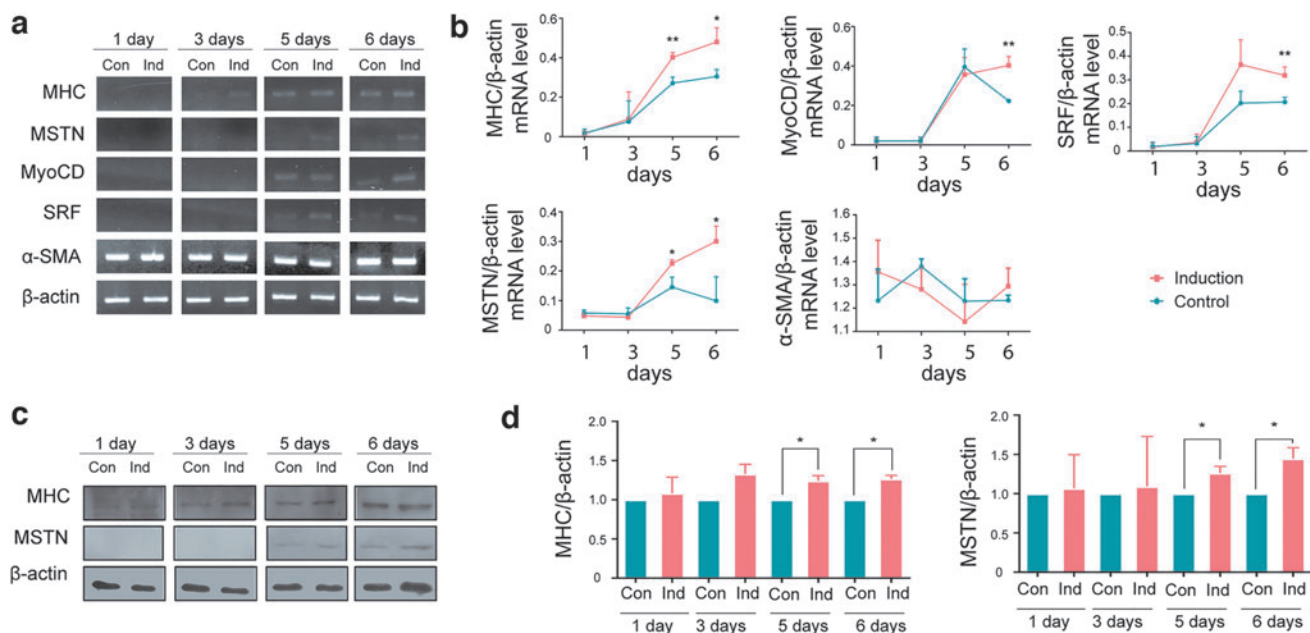 a
1 day 3 days 5 days 6 days
Con Ind Con Ind Con Ind Con Ind
MHC
MSTN
MyoCD
SRF
α-SMA
β-actin
b
MHC/β-actin
mRNA level
0.6
0.4
0.2
0
** *
1 3 5 6
days
MyoCD/β-actin
mRNA level
0.6
0.4
0.2
0
**
1 3 5 6
days
SRF/β-actin
mRNA level
0.5
0.4
0.3
0.2
0.1
0
**
1 3 5 6
days
MSTN/β-actin
mRNA level
0.4
0.3
0.2
0.1
0
* *
1 3 5 6
days
α-SMA/β-actin
mRNA level
1.6
1.5
1.4
1.3
1.2
1.1
1 3 5 6
days
Induction
Control
c
1 day 3 days 5 days 6 days
Con Ind Con Ind Con Ind Con Ind
MHC
MSTN
β-actin
d
MHC/β-actin
2.0
1.5
1.0
0.5
0
* *
Con Ind Con Ind Con Ind Con Ind
1 day 3 days 5 days 6 days
MSTN/β-actin
2.0
1.5
1.0
0.5
0
* *
Con Ind Con Ind Con Ind Con Ind
1 day 3 days 5 days 6 days